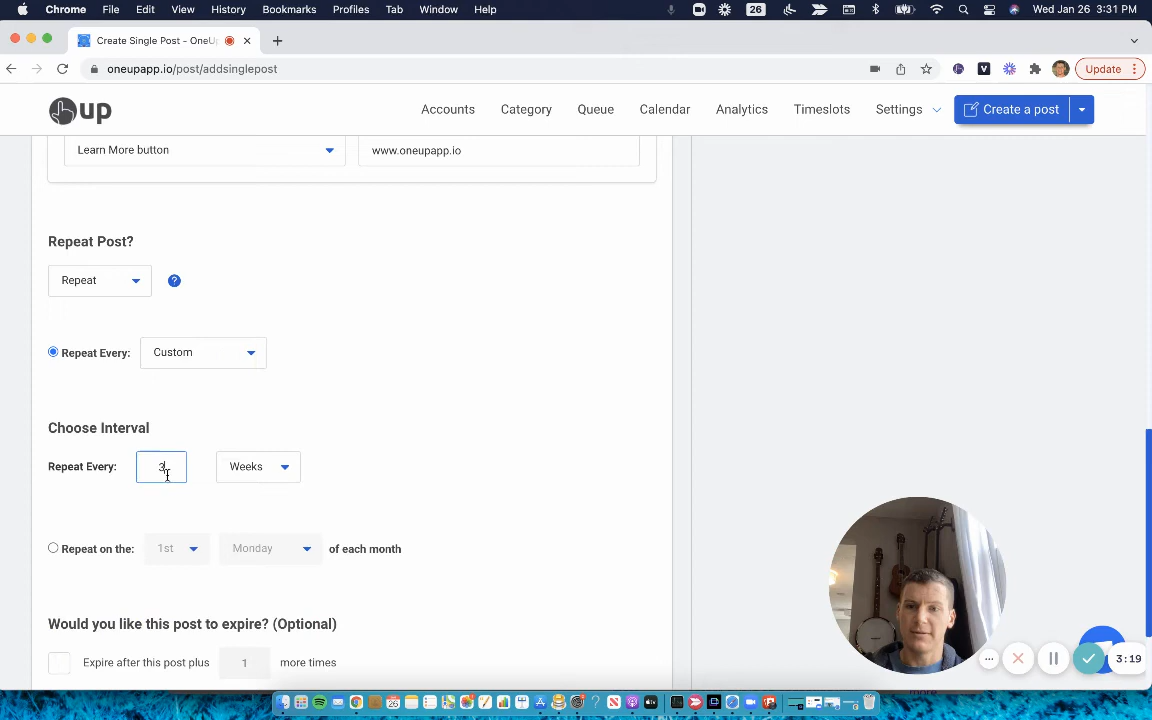 Chrome File Edit View History Bookmarks Profiles Tab Window Help 26 Wed Jan 26 3:31 PM
Create Single Post - OneUp
oneupapp.io/post/addsinglepost Update
up Accounts Category Queue Calendar Analytics Timeslots Settings Create a post
Learn More button www.oneupapp.io
Repeat Post?
Repeat ?
Repeat Every: Custom
Choose Interval
Repeat Every: 3 Weeks
Repeat on the: 1st Monday of each month
Would you like this post to expire? (Optional)
Expire after this post plus 1 more times
3:19
more